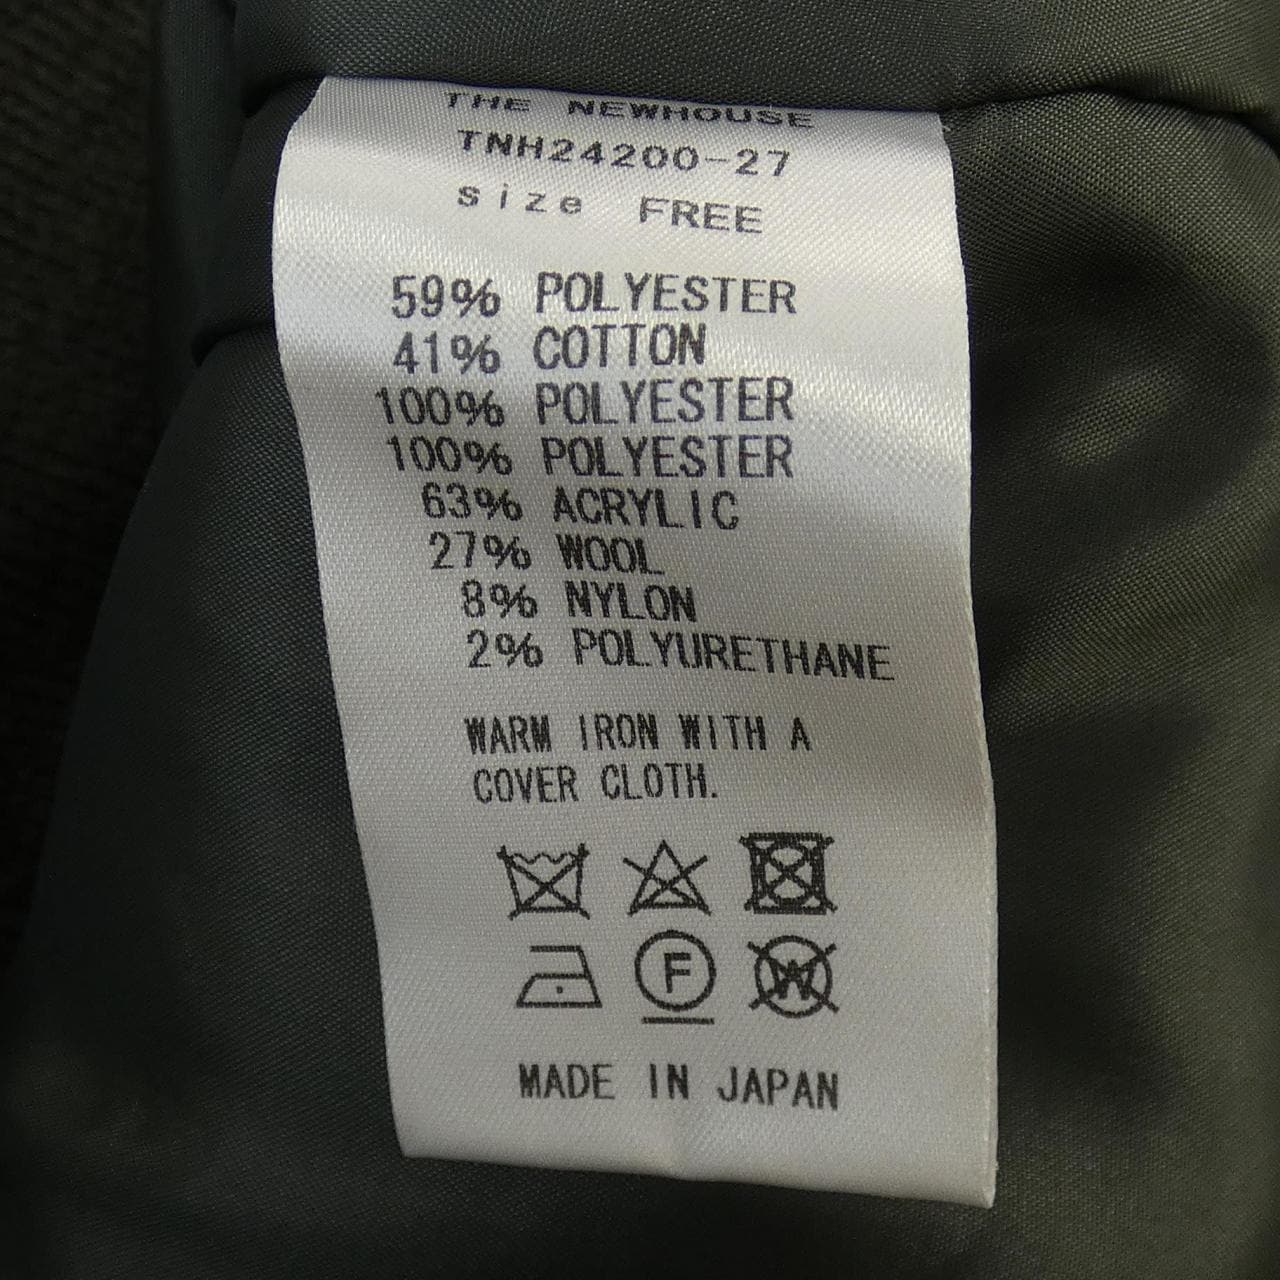 THE NEWHOUSE
TNH24200-27
size FREE
59% POLYESTER
41% COTTON
100% POLYESTER
100% POLYESTER
63% ACRYLIC
27% WOOL
8% NYLON
2% POLYURETHANE
WARM IRON WITH A
COVER CLOTH.
F W
MADE IN JAPAN